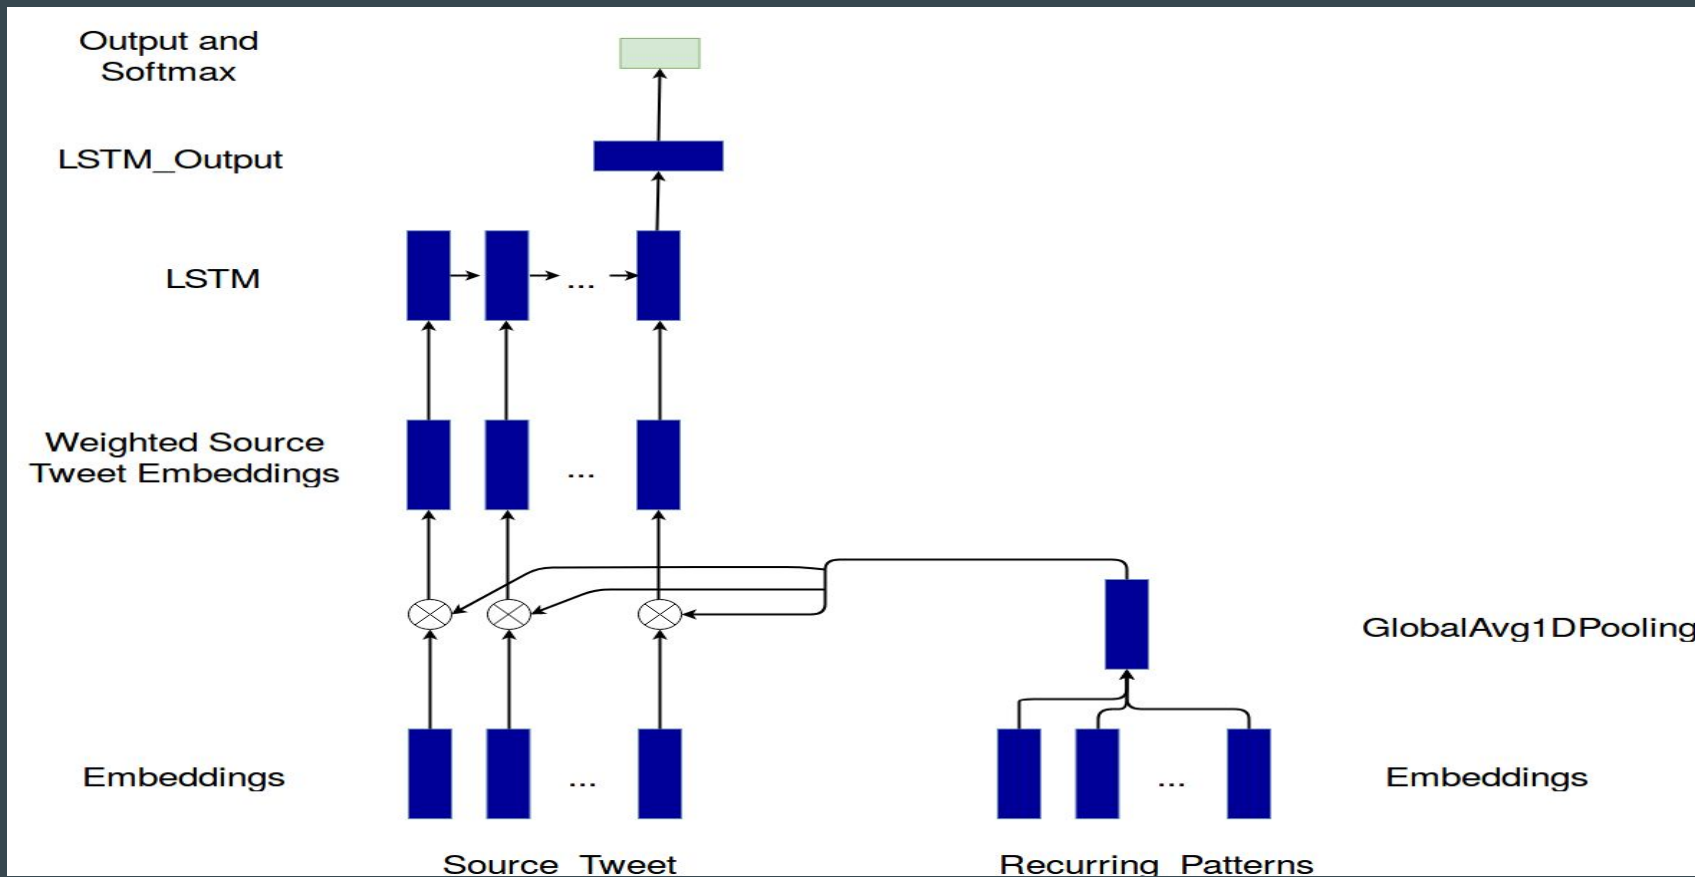 Output and
Softmax
LSTM_Output
LSTM
...
Weighted Source
Tweet Embeddings
...
GlobalAvg1DPooling
Embeddings
...
...
Embeddings
Source Tweet
Recurring Patterns